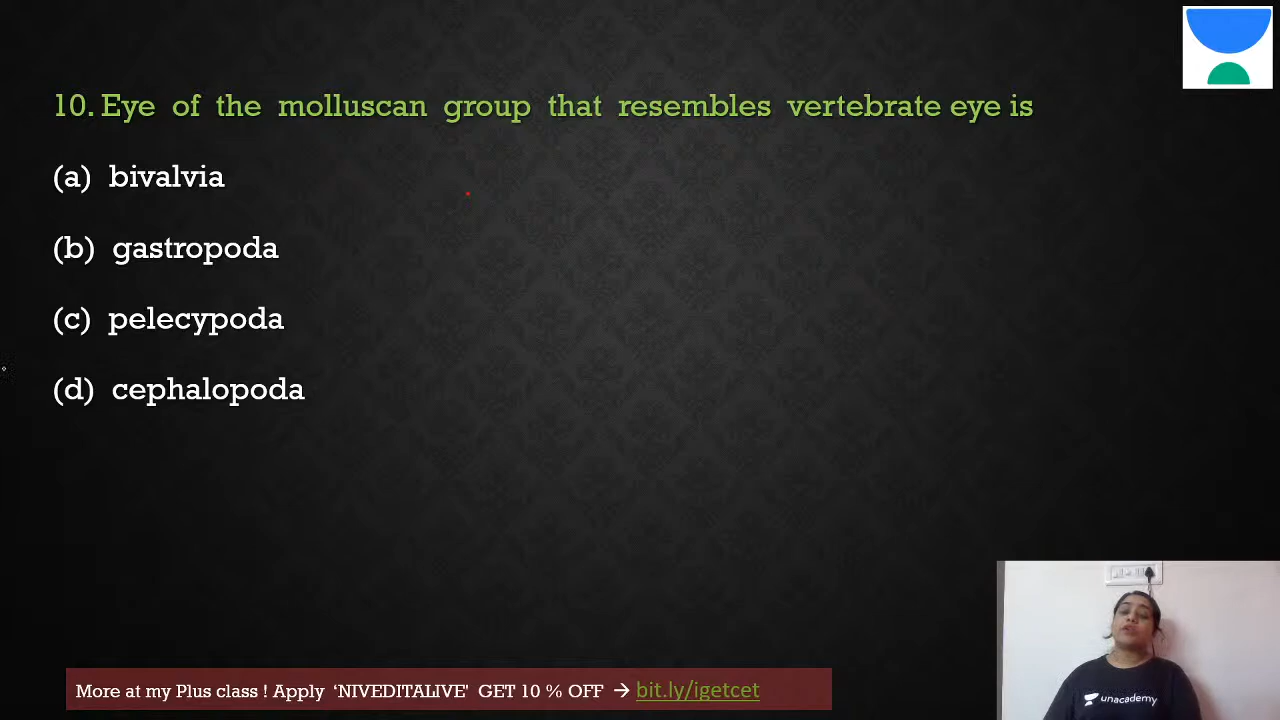 10. Eye of the molluscan group that resembles vertebrate eye is
(a) bivalvia
(b) gastropoda
(c) pelecypoda
(d) cephalopoda
More at my Plus class ! Apply ‘NIVEDITALIVE’ GET 10 % OFF → bit.ly/igetcet
unacademy